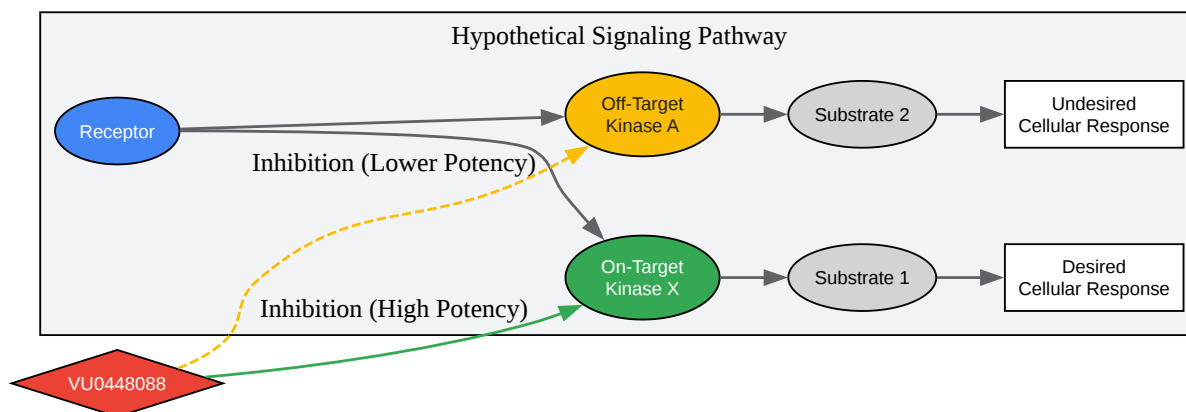 Hypothetical Signaling Pathway
Receptor
Off-Target
Kinase A
Substrate 2
Undesired
Cellular Response
Inhibition (Lower Potency)
On-Target
Kinase X
Substrate 1
Desired
Cellular Response
Inhibition (High Potency)
VU0448088